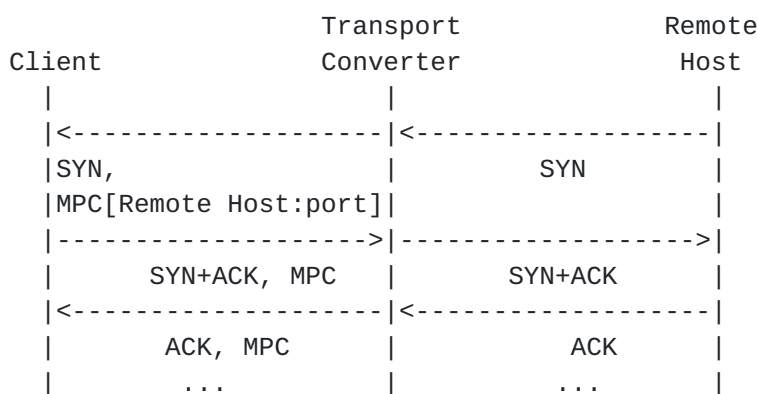 Transport             Remote
Client              Converter              Host
  |                     |                    |
  |<--------------------|<-------------------|
  |SYN,                 |         SYN        |
  |MPC[Remote Host:port]|                    |
  |-------------------->|------------------->|
  |      SYN+ACK, MPC   |       SYN+ACK      |
  |<--------------------|<-------------------|
  |       ACK, MPC      |           ACK      |
  |        ...          |          ...       |